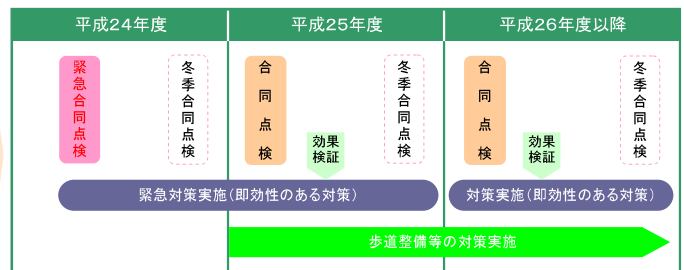 平成24年度
平成25年度
平成26年度以降
緊急合同点検
冬季合同点検
合同点検
効果
検証
冬季合同点検
合同点検
効果
検証
冬季合同点検
緊急対策実施(即効性のある対策)
対策実施(即効性のある対策)
歩道整備等の対策実施